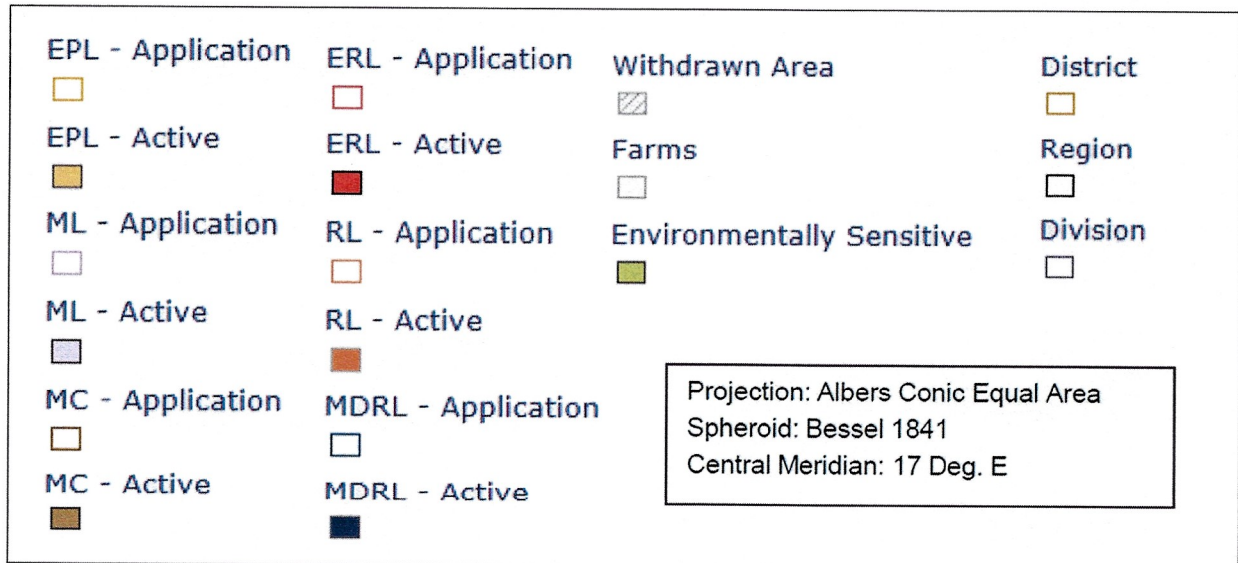 EPL - Application
EPL - Active
ML - Application
ML - Active
MC - Application
MC - Active
ERL - Application
ERL - Active
RL - Application
RL - Active
MDRL - Application
MDRL - Active
Withdrawn Area
Farms
Environmentally Sensitive
District
Region
Division
Projection: Albers Conic Equal Area
Spheroid: Bessel 1841
Central Meridian: 17 Deg. E